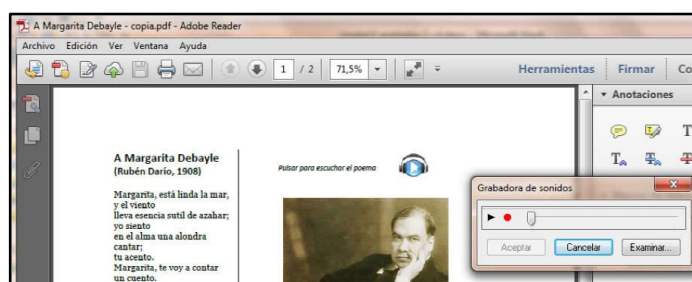 A Margarita Debayle - copia.pdf - Adobe Reader
Archivo Edición Ver Ventana Ayuda
1 / 2 71,5% Herramientas Firmar Co
Anotaciones
A Margarita Debayle
(Rubén Darío, 1908)
Pulsar para escuchar el poema
Margarita, está linda la mar,
y el viento
lleva esencia sutil de azahar;
yo siento
en el alma una alondra
cantar;
tu acento.
Margarita, te voy a contar
un cuento.
Grabadora de sonidos
Aceptar Cancelar Examinar...